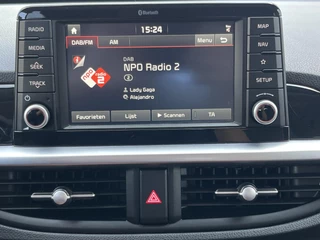 Bluetooth
RADIO
MEDIA
SEEK
TRACK
MAP
NAV
SETUP
15:24
DAB/FM
AM
Menu
DAB
NPO Radio 2
2
Lady Gaga
Alejandro
Favorieten
Lijst
Scannen
TA